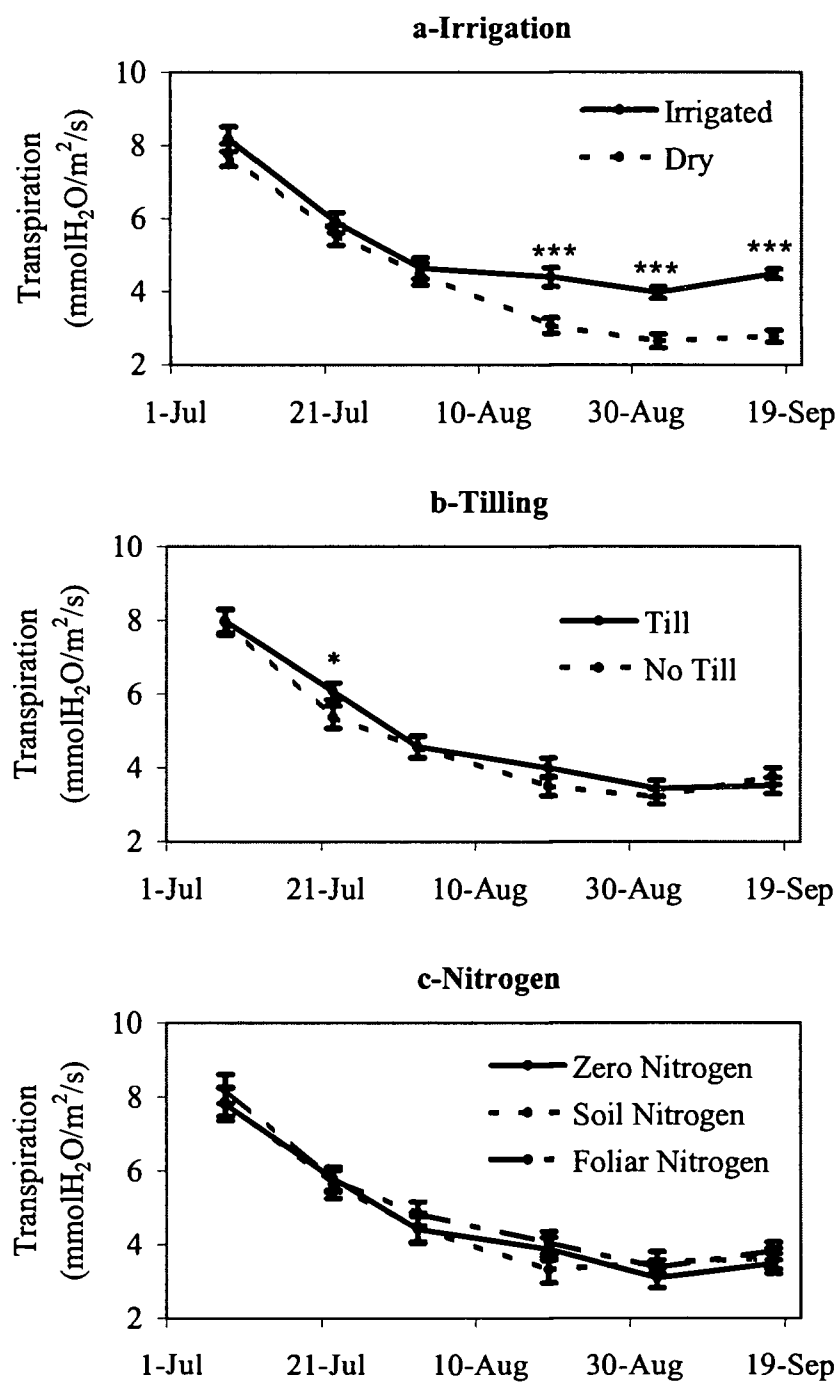 a-Irrigation
10
8
6
4
2
Transpiration
(mmolH₂O/m²/s)
Irrigated
Dry
***
***
***
1-Jul
21-Jul
10-Aug
30-Aug
19-Sep
b-Tilling
10
8
6
4
2
Transpiration
(mmolH₂O/m²/s)
Till
No Till
*
1-Jul
21-Jul
10-Aug
30-Aug
19-Sep
c-Nitrogen
10
8
6
4
2
Transpiration
(mmolH₂O/m²/s)
Zero Nitrogen
Soil Nitrogen
Foliar Nitrogen
1-Jul
21-Jul
10-Aug
30-Aug
19-Sep